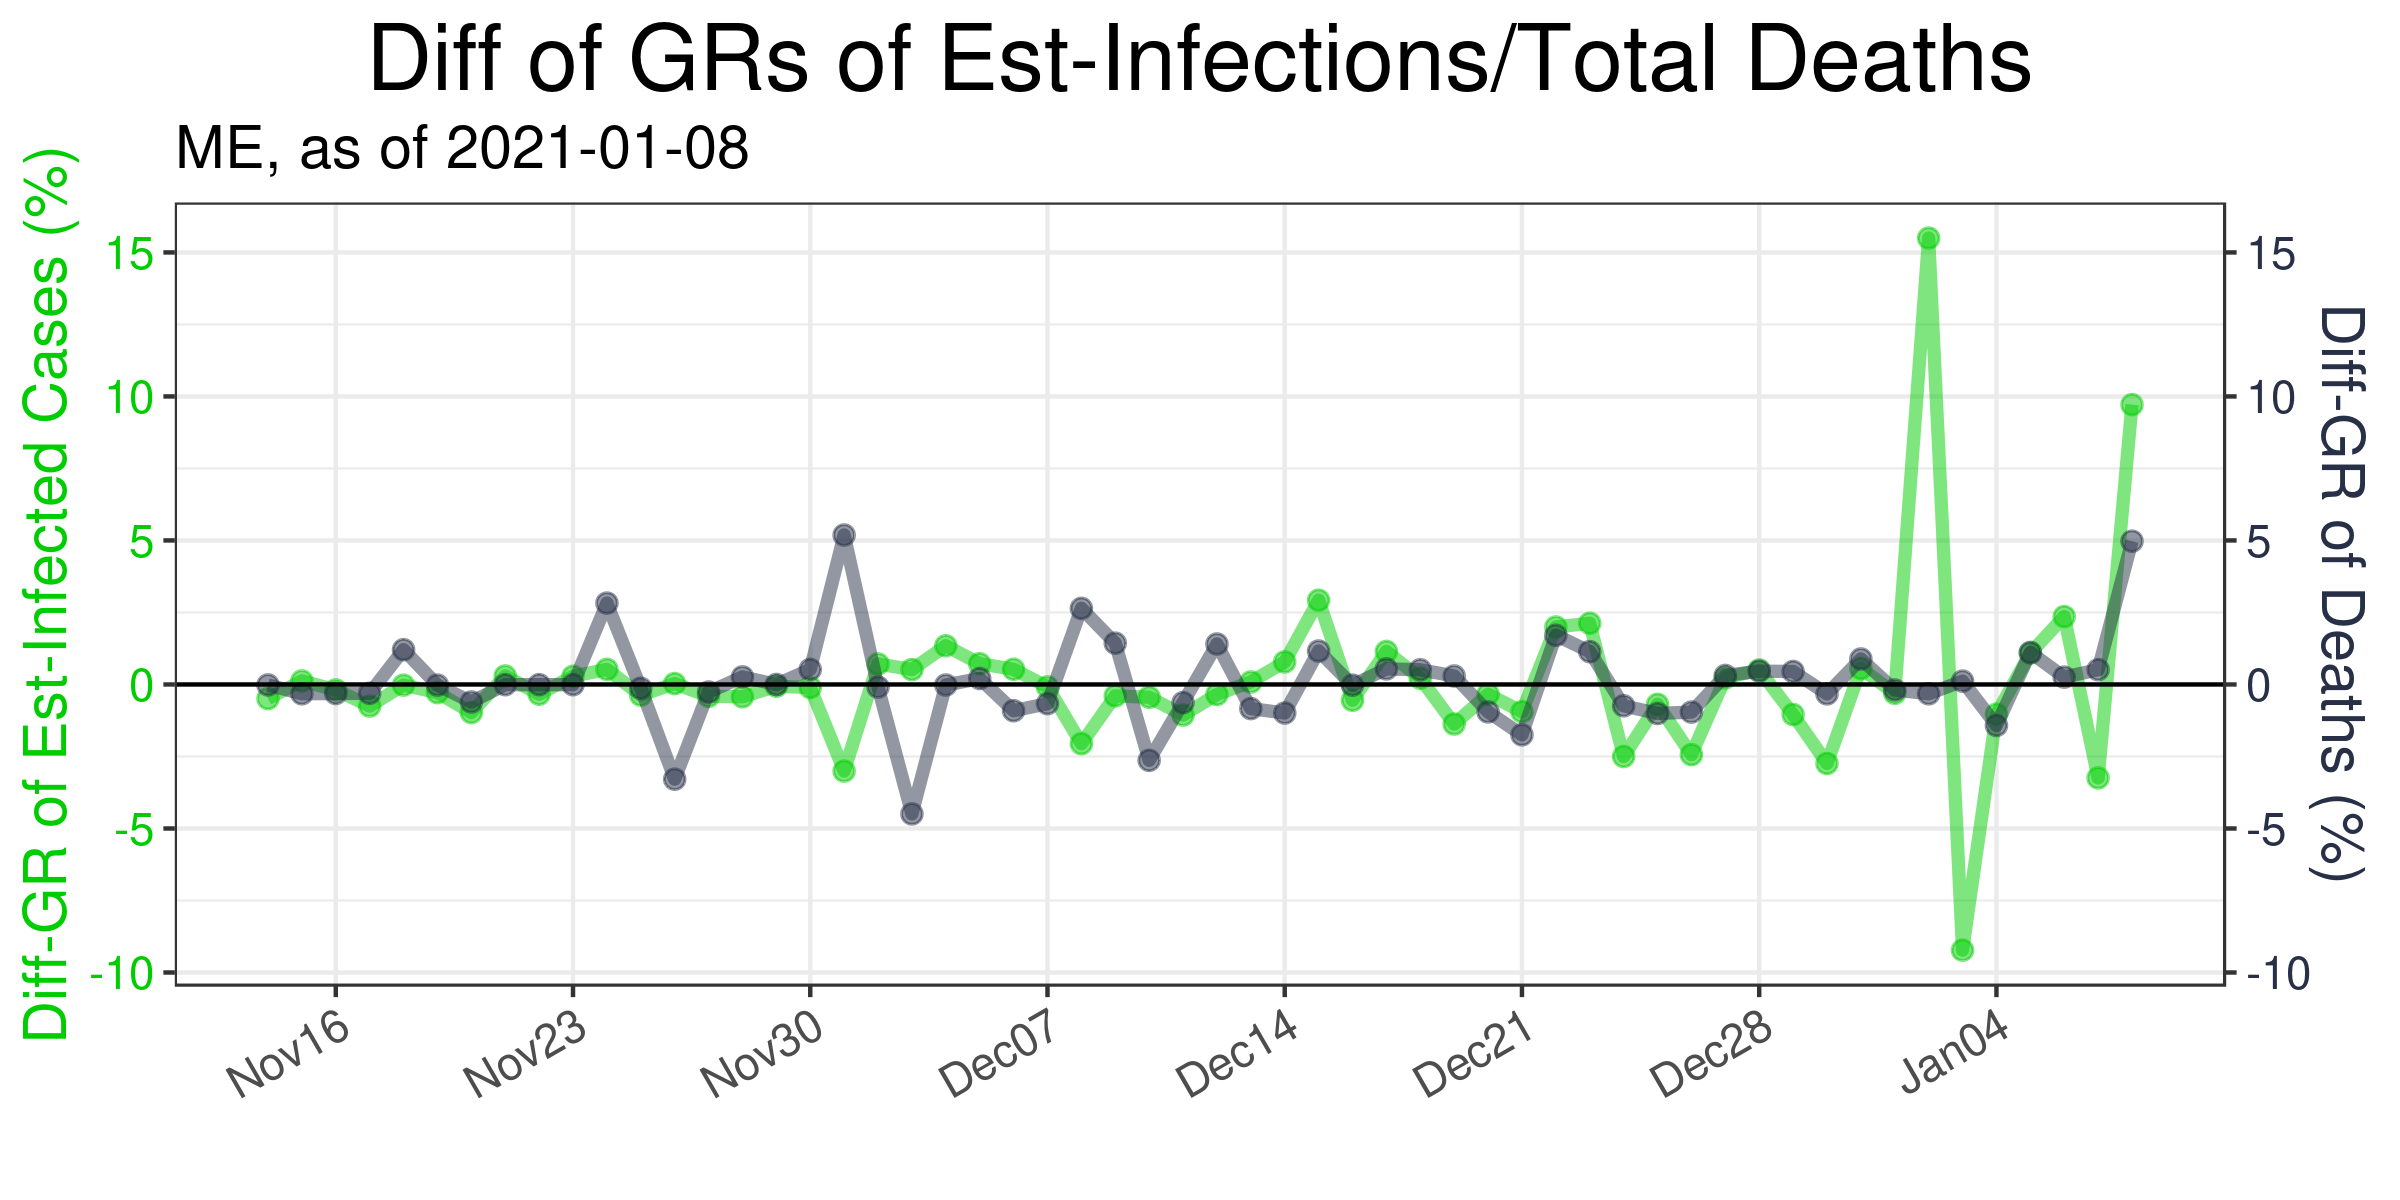 Diff of GRs of Est-Infections/Total Deaths
ME, as of 2021-01-08
Diff-GR of Est-Infected Cases (%)
15
10
5
0
-5
-10
15
10
5
0
-5
-10
Diff-GR of Deaths (%)
Nov16
Nov23
Nov30
Dec07
Dec14
Dec21
Dec28
Jan04